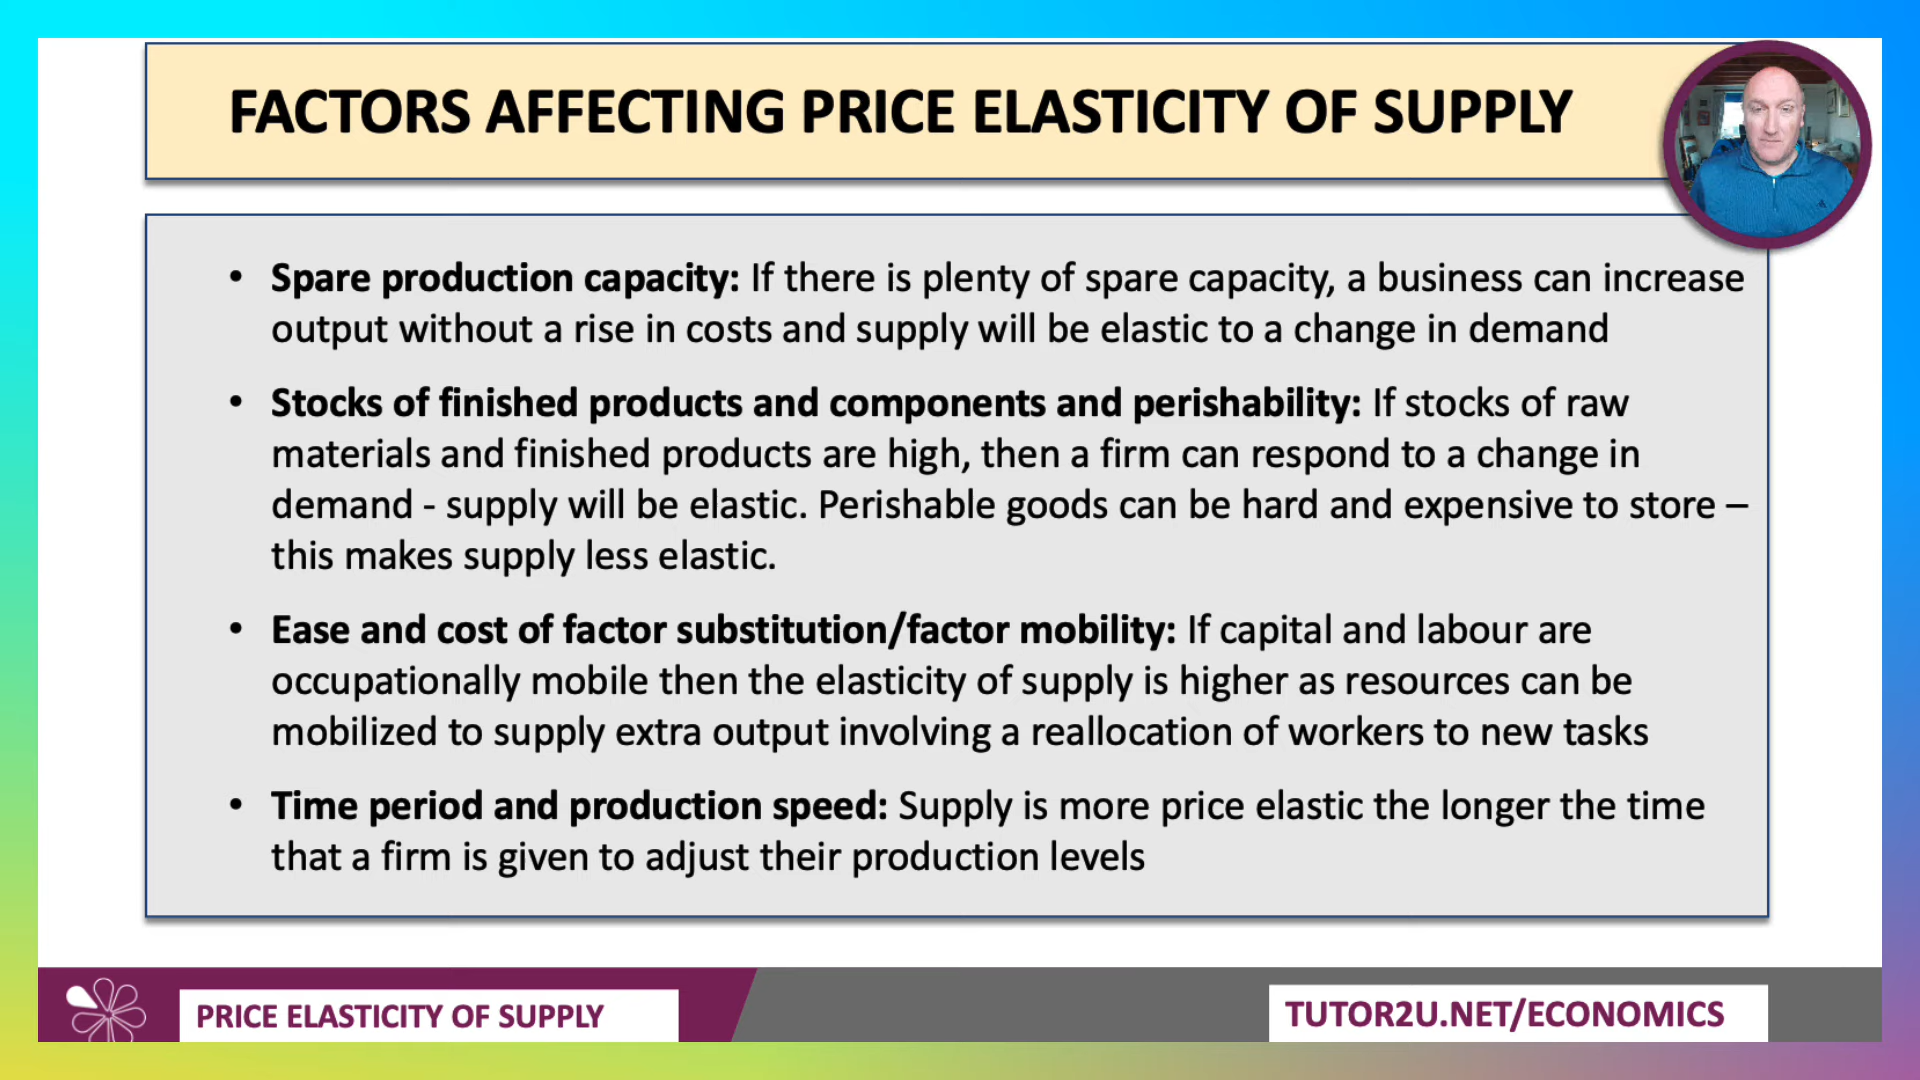 FACTORS AFFECTING PRICE ELASTICITY OF SUPPLY
• Spare production capacity: If there is plenty of spare capacity, a business can increase
output without a rise in costs and supply will be elastic to a change in demand
• Stocks of finished products and components and perishability: If stocks of raw
materials and finished products are high, then a firm can respond to a change in
demand - supply will be elastic. Perishable goods can be hard and expensive to store –
this makes supply less elastic.
• Ease and cost of factor substitution/factor mobility: If capital and labour are
occupationally mobile then the elasticity of supply is higher as resources can be
mobilized to supply extra output involving a reallocation of workers to new tasks
• Time period and production speed: Supply is more price elastic the longer the time
that a firm is given to adjust their production levels
PRICE ELASTICITY OF SUPPLY
TUTOR2U.NET/ECONOMICS